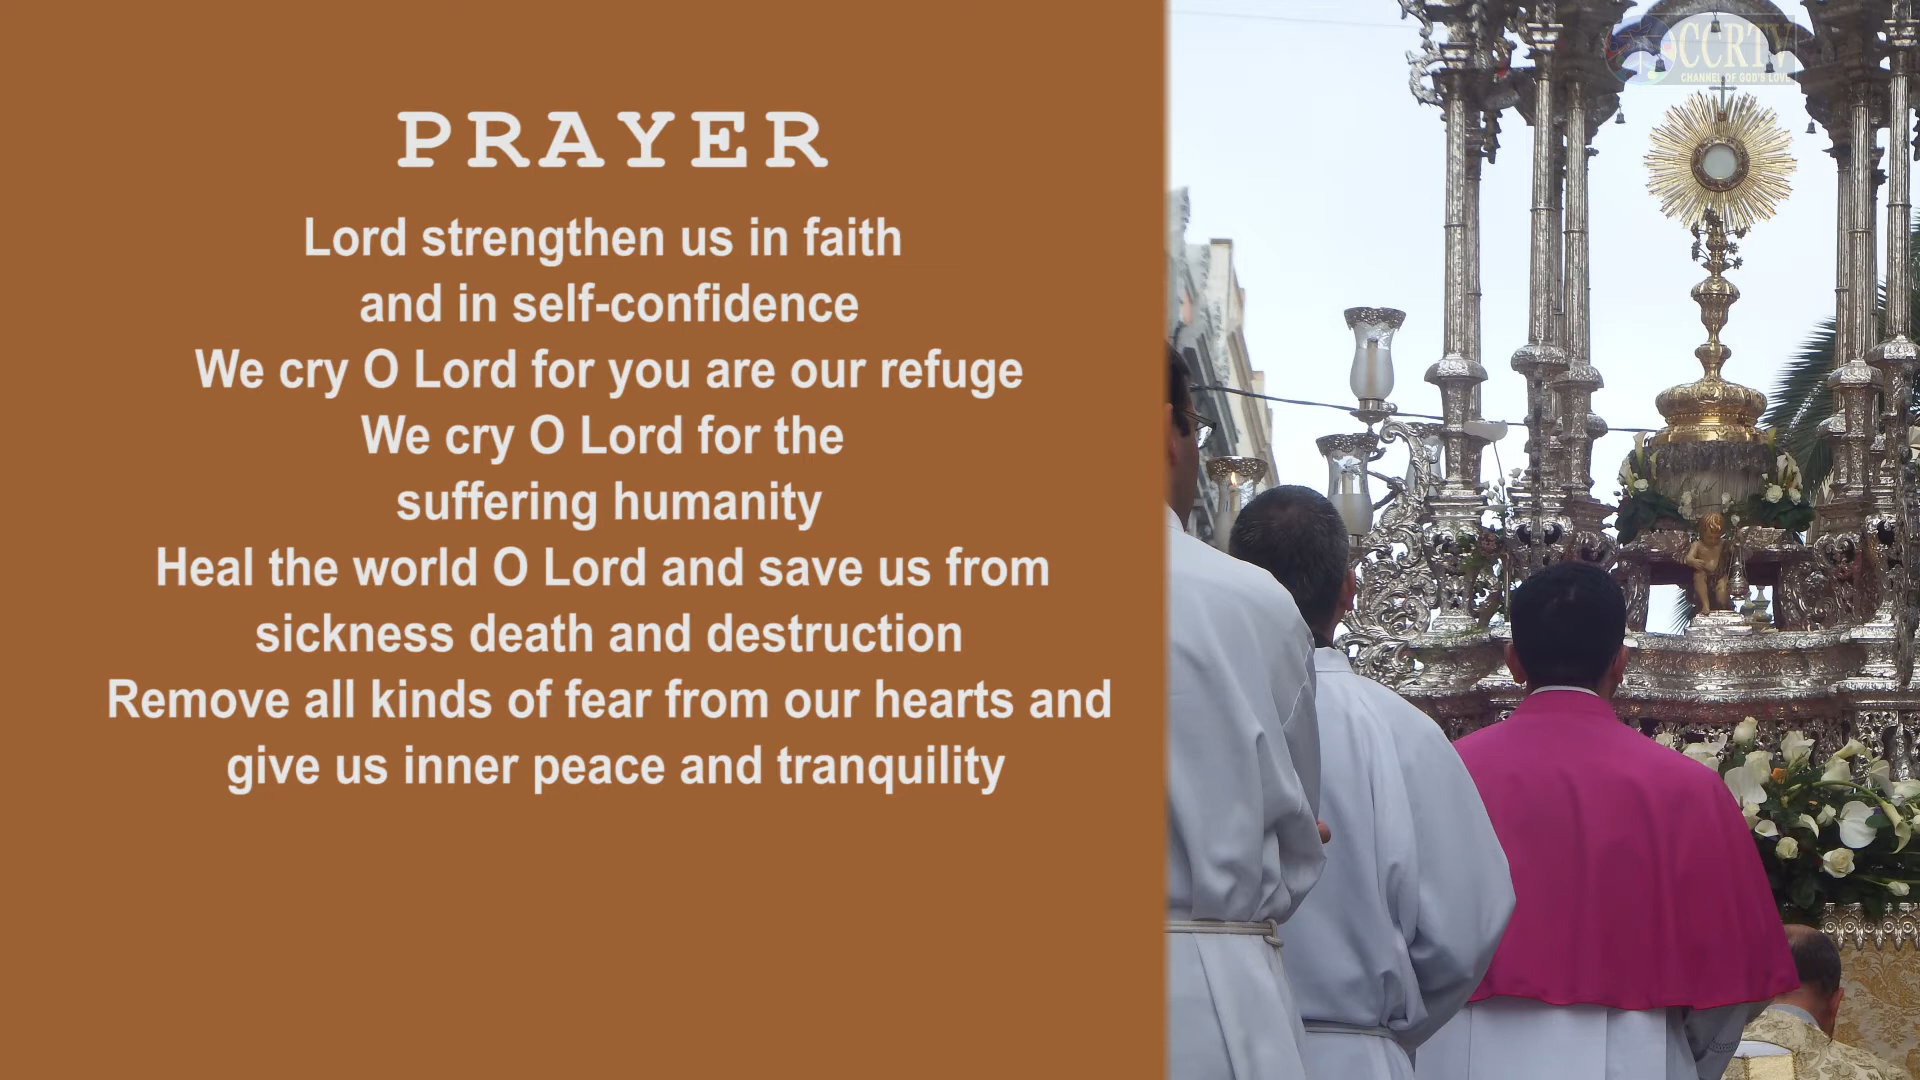 PRAYER
Lord strengthen us in faith
and in self-confidence
We cry O Lord for you are our refuge
We cry O Lord for the
suffering humanity
Heal the world O Lord and save us from
sickness death and destruction
Remove all kinds of fear from our hearts and
give us inner peace and tranquility
CCRTV
CHANNEL OF GOD'S LOVE